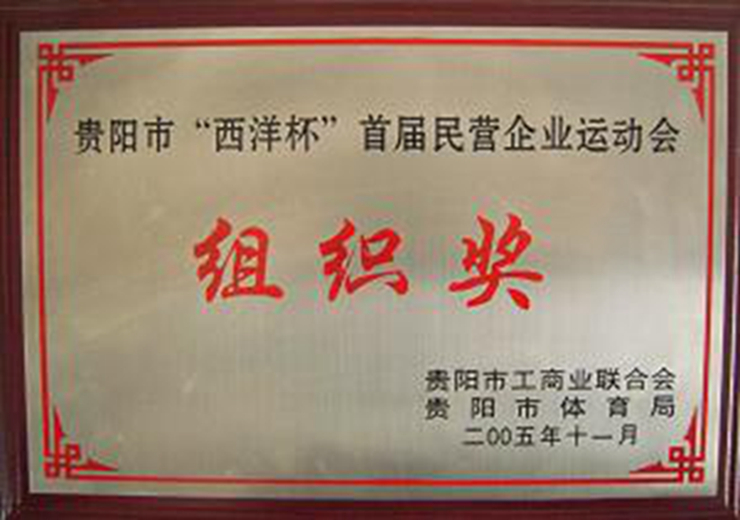 贵阳市“西洋杯”首届民营企业运动会
组织奖
贵阳市工商业联合会
贵阳市体育局
二00五年十一月